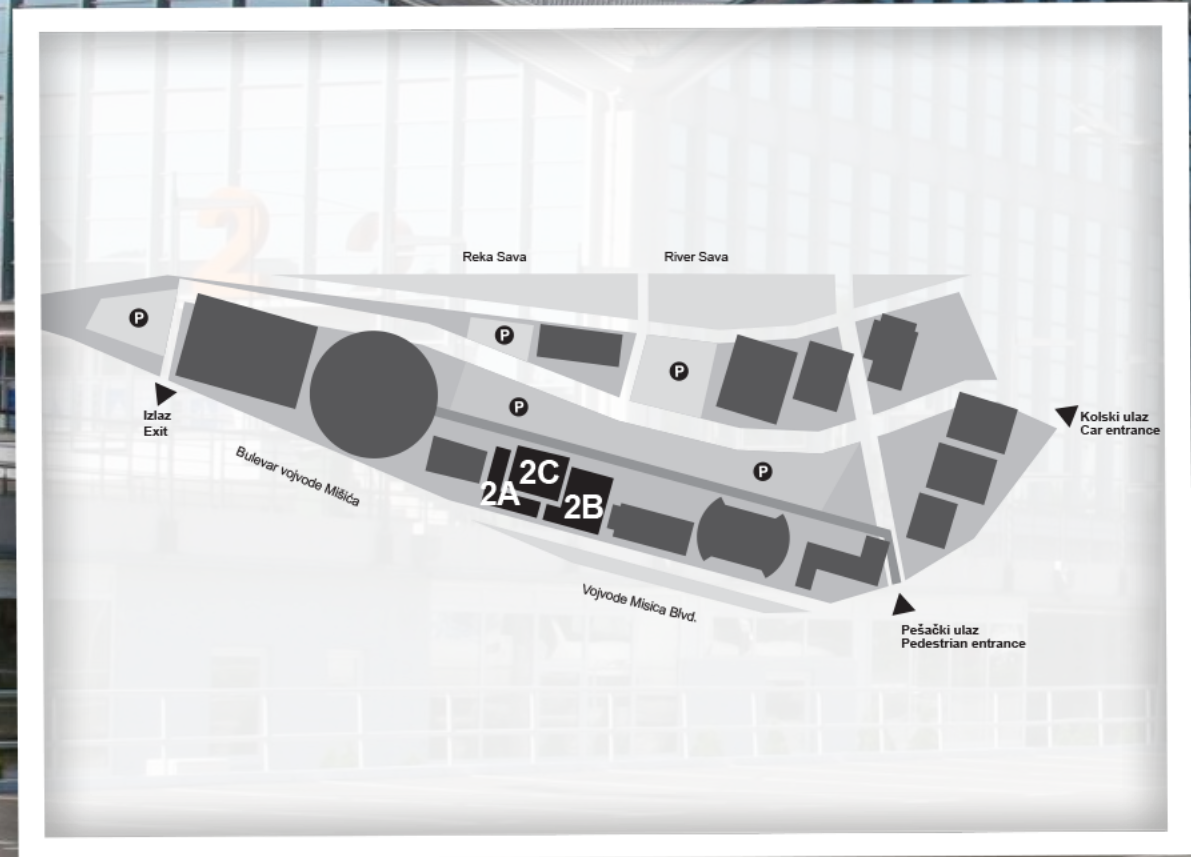 2
Reka Sava
River Sava
P
P
P
P
P
Izlaz
Exit
Kolski ulaz
Car entrance
Bulevar vojvode Mišića
2C
2A
2B
Vojvode Misica Blvd.
Pešački ulaz
Pedestrian entrance